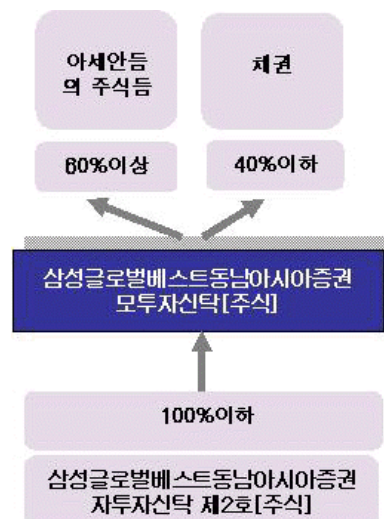 아세안듬
의 주식듬
채권
60%이상
40%이하
삼성글로벌베스트동남아시아증권
모투자신탁[주식]
100%이하
삼성글로벌베스트동남아시아증권
자투자신탁 제2호[주식]